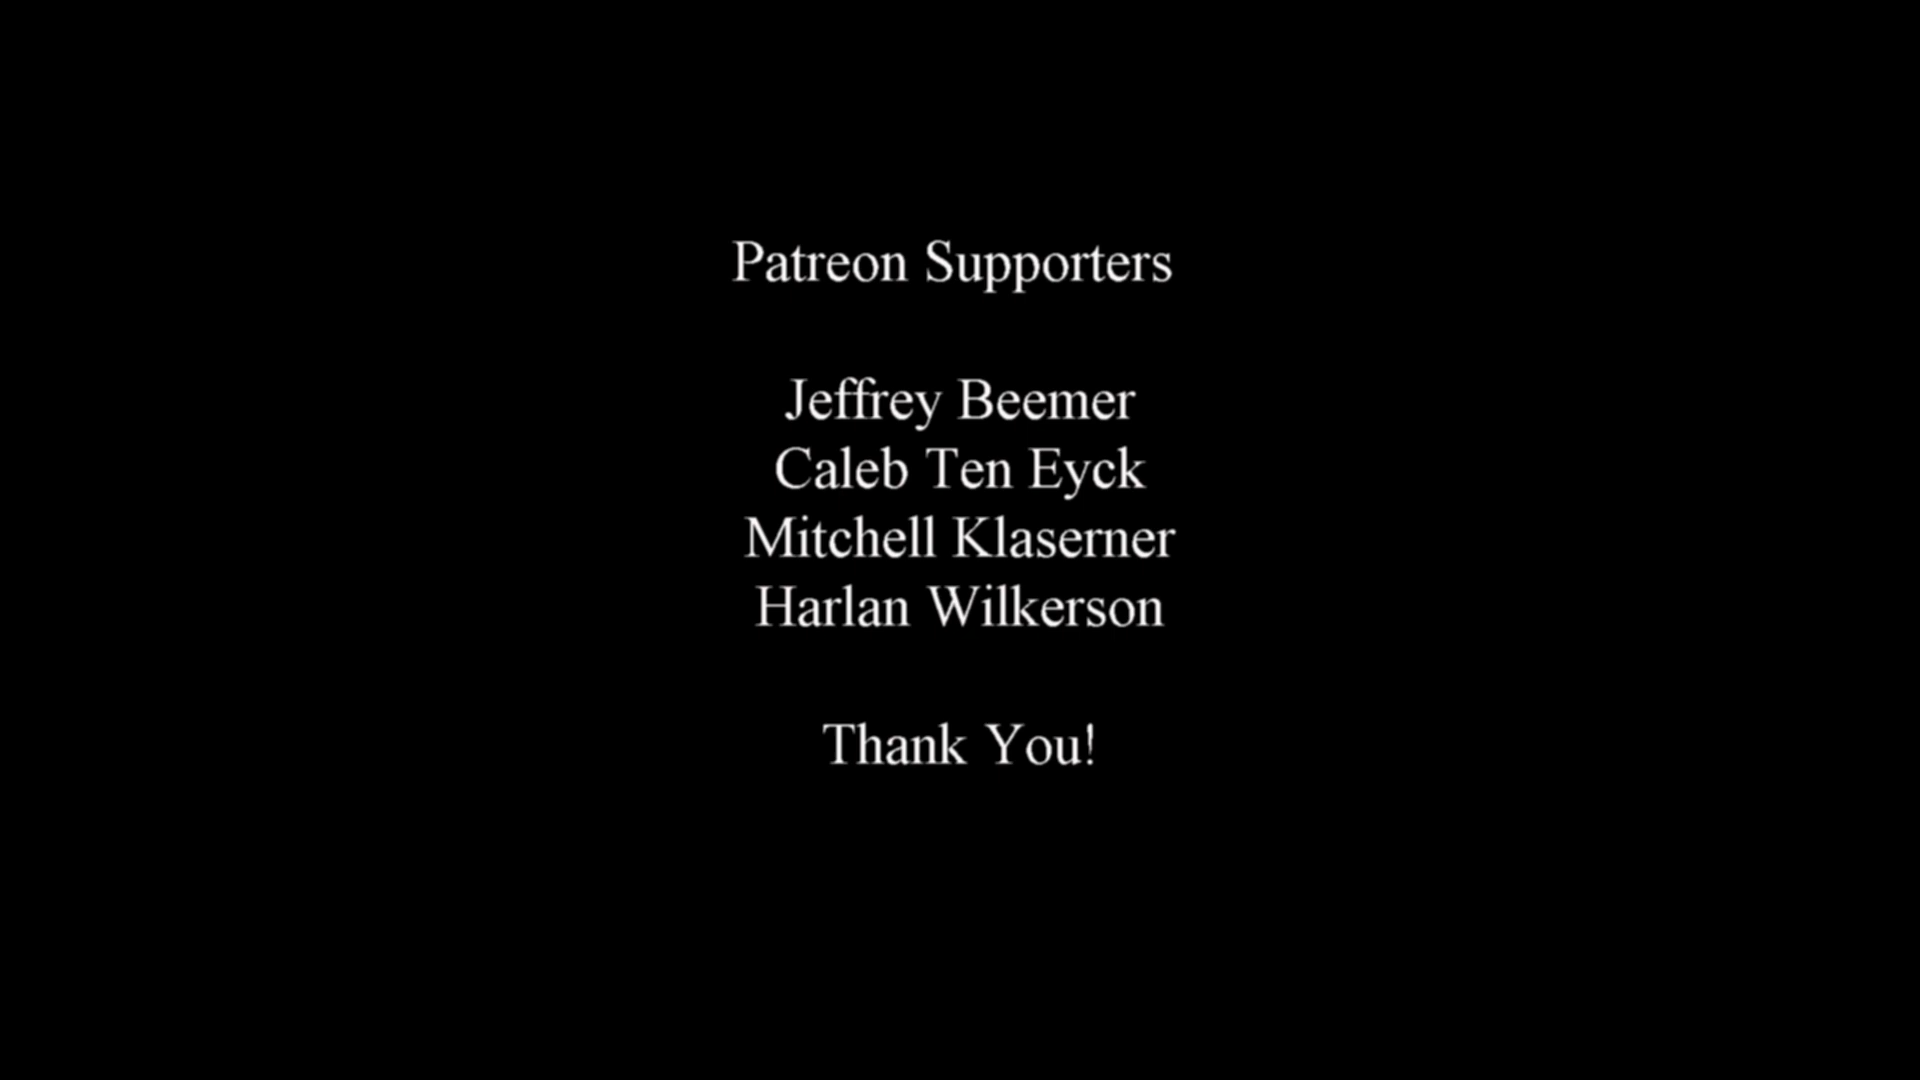 Patreon Supporters
Jeffrey Beemer
Caleb Ten Eyck
Mitchell Klaserner
Harlan Wilkerson
Thank You!